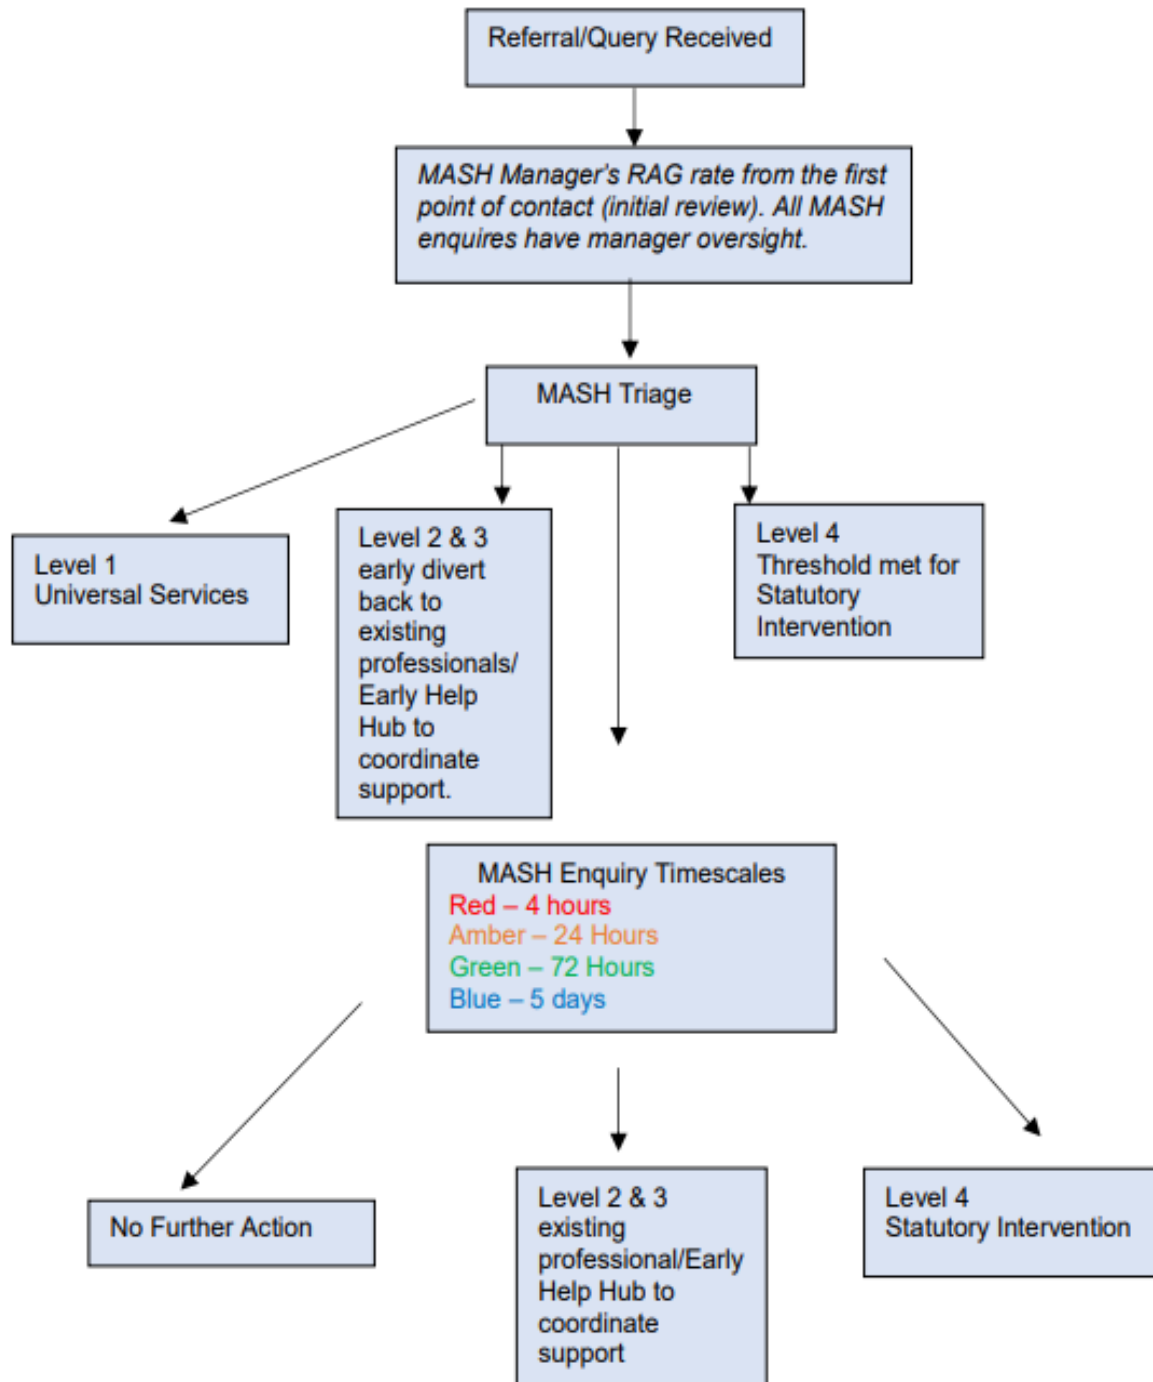 Referral/Query Received
MASH Manager's RAG rate from the first
point of contact (initial review). All MASH
enquires have manager oversight.
MASH Triage
Level 1
Universal Services
Level 2 & 3
early divert
back to
existing
professionals/
Early Help
Hub to
coordinate
support.
Level 4
Threshold met for
Statutory
Intervention
MASH Enquiry Timescales
Red – 4 hours
Amber – 24 Hours
Green – 72 Hours
Blue – 5 days
No Further Action
Level 2 & 3
existing
professional/Early
Help Hub to
coordinate
support
Level 4
Statutory Intervention